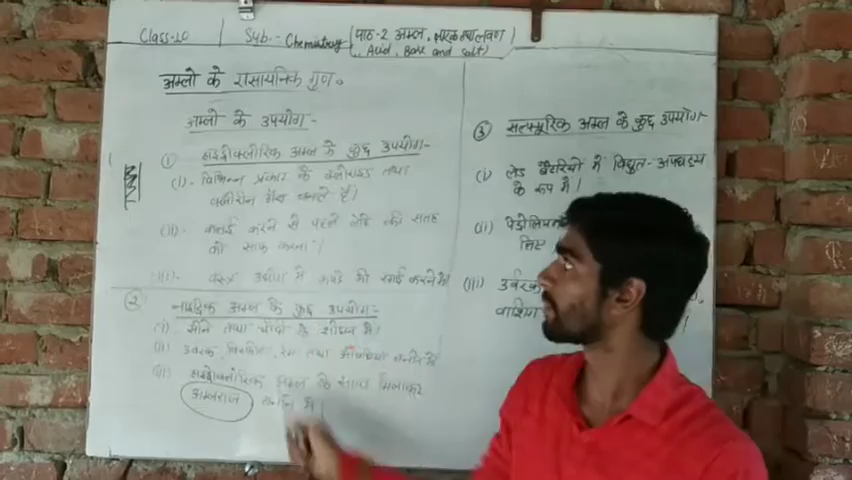 Class-10 Sub:- Chemistry (पाठ-2 अम्ल, भस्म तथा लवण
Acid, Base and Salt)
अम्लो के रासायनिक गुण
अम्लो के उपयोग:-
① हाइड्रोक्लोरिक अम्ल के कुछ उपयोग-
(i)- विभिन्न प्रकार के क्लोराइड तथा
क्लोरीन गैस बनाते है।
(ii)- कलई करने से पहले लोहे की सतह
को साफ करना।
(iii)- वस्त्र उद्योग में कपडे की रंगाई करने में।
② नाइट्रिक अम्ल के कुछ उपयोग:-
(i) सोने तथा चाँदी के शोधन में।
(ii) उर्वरक, विस्फोटक, रंग तथा औषधियाँ बनाने में
(iii) हाइड्रोक्लोरिक अम्ल के साथ मिलाकर
अम्लराज बनाने में।
③ सल्फ्यूरिक अम्ल के कुछ उपयोग-
(i) लेड बैटरियो में विद्युत-अपघट्य
के रूप में।
(ii) पेट्रोलियम
लिए
(iii) उर्वरक
वाशिंग